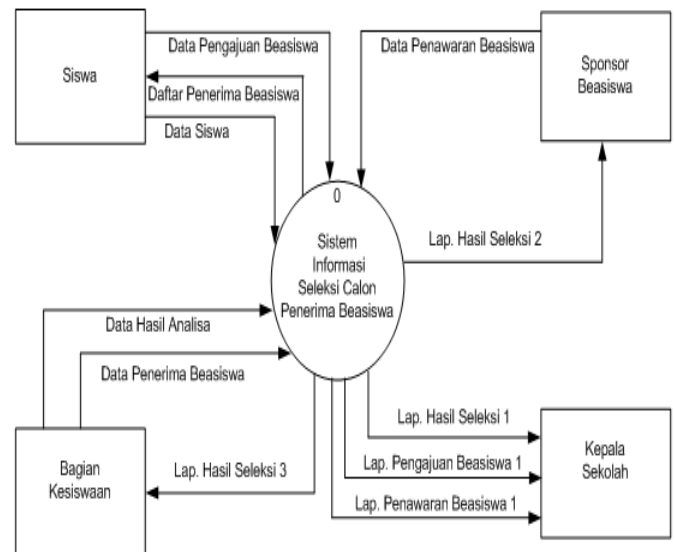 Siswa
Data Pengajuan Beasiswa
Daftar Penerima Beasiswa
Data Siswa
Data Penawaran Beasiswa
Sponsor
Beasiswa
0
Sistem
Informasi
Seleksi Calon
Penerima Beasiswa
Lap. Hasil Seleksi 2
Data Hasil Analisa
Data Penerima Beasiswa
Bagian
Kesiswaan
Lap. Hasil Seleksi 3
Lap. Hasil Seleksi 1
Lap. Pengajuan Beasiswa 1
Lap. Penawaran Beasiswa 1
Kepala
Sekolah